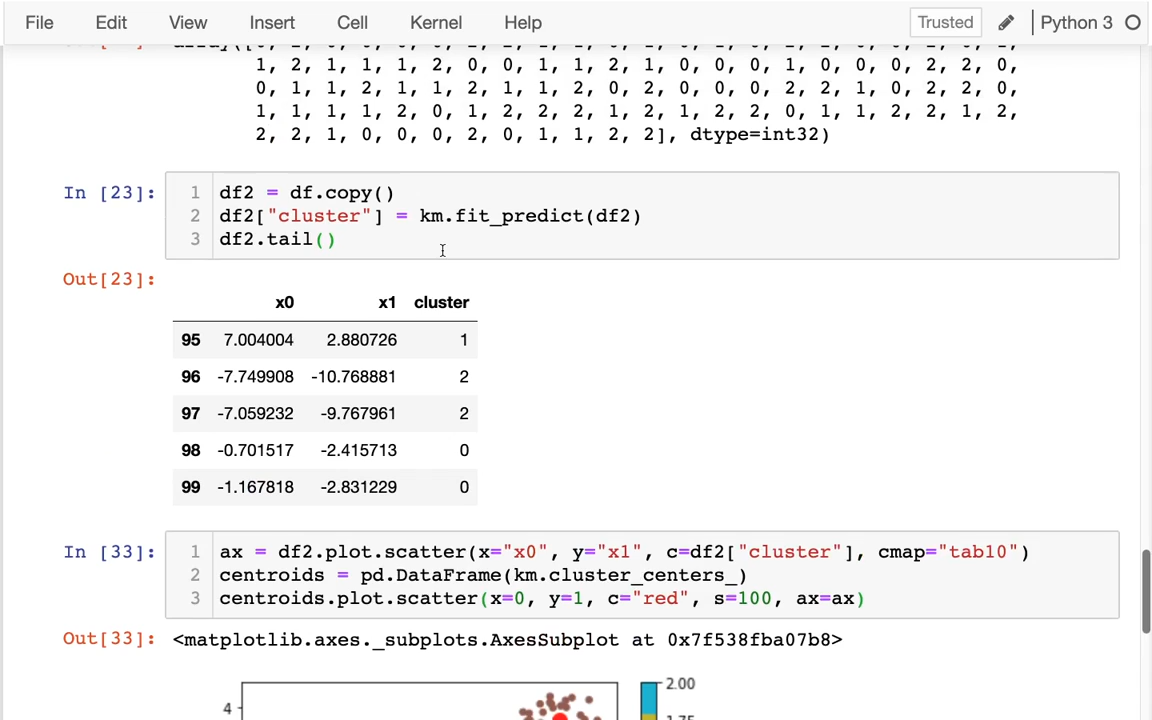 File Edit View Insert Cell Kernel Help Trusted Python 3
1, 2, 1, 1, 1, 2, 0, 0, 1, 1, 2, 1, 0, 0, 0, 1, 0, 0, 0, 2, 2, 0,
0, 1, 1, 2, 1, 1, 2, 1, 1, 2, 0, 2, 0, 0, 0, 2, 2, 1, 0, 2, 2, 0,
1, 1, 1, 1, 2, 0, 1, 2, 2, 2, 1, 2, 1, 2, 2, 0, 1, 1, 2, 2, 1, 2,
2, 2, 1, 0, 0, 0, 2, 0, 1, 1, 2, 2], dtype=int32)
In [23]: 1 df2 = df.copy()
2 df2["cluster"] = km.fit_predict(df2)
3 df2.tail()
Out[23]:
x0 x1 cluster
95 7.004004 2.880726 1
96 -7.749908 -10.768881 2
97 -7.059232 -9.767961 2
98 -0.701517 -2.415713 0
99 -1.167818 -2.831229 0
In [33]: 1 ax = df2.plot.scatter(x="x0", y="x1", c=df2["cluster"], cmap="tab10")
2 centroids = pd.DataFrame(km.cluster_centers_)
3 centroids.plot.scatter(x=0, y=1, c="red", s=100, ax=ax)
Out[33]: <matplotlib.axes._subplots.AxesSubplot at 0x7f538fba07b8>
2.00
4